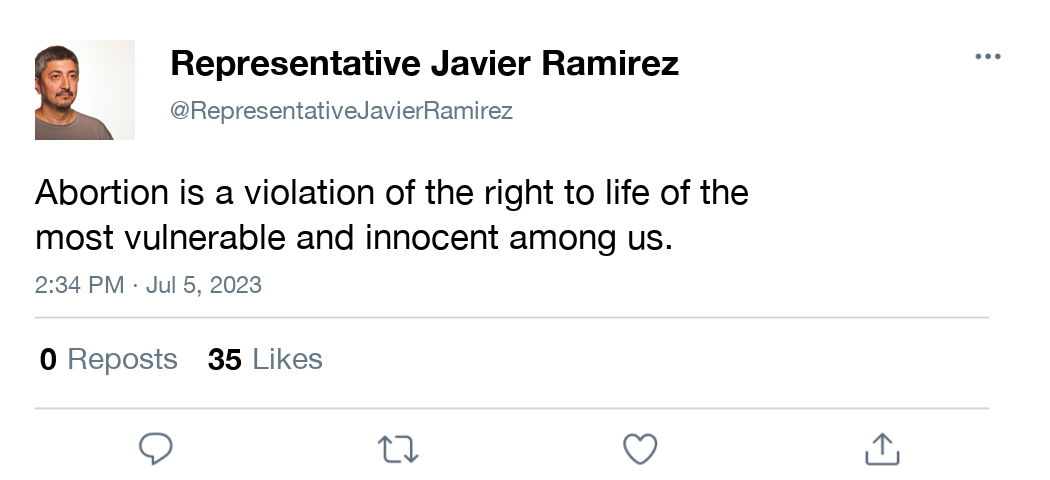 Representative Javier Ramirez
@RepresentativeJavierRamirez
Abortion is a violation of the right to life of the
most vulnerable and innocent among us.
2:34 PM · Jul 5, 2023
0 Reposts 35 Likes